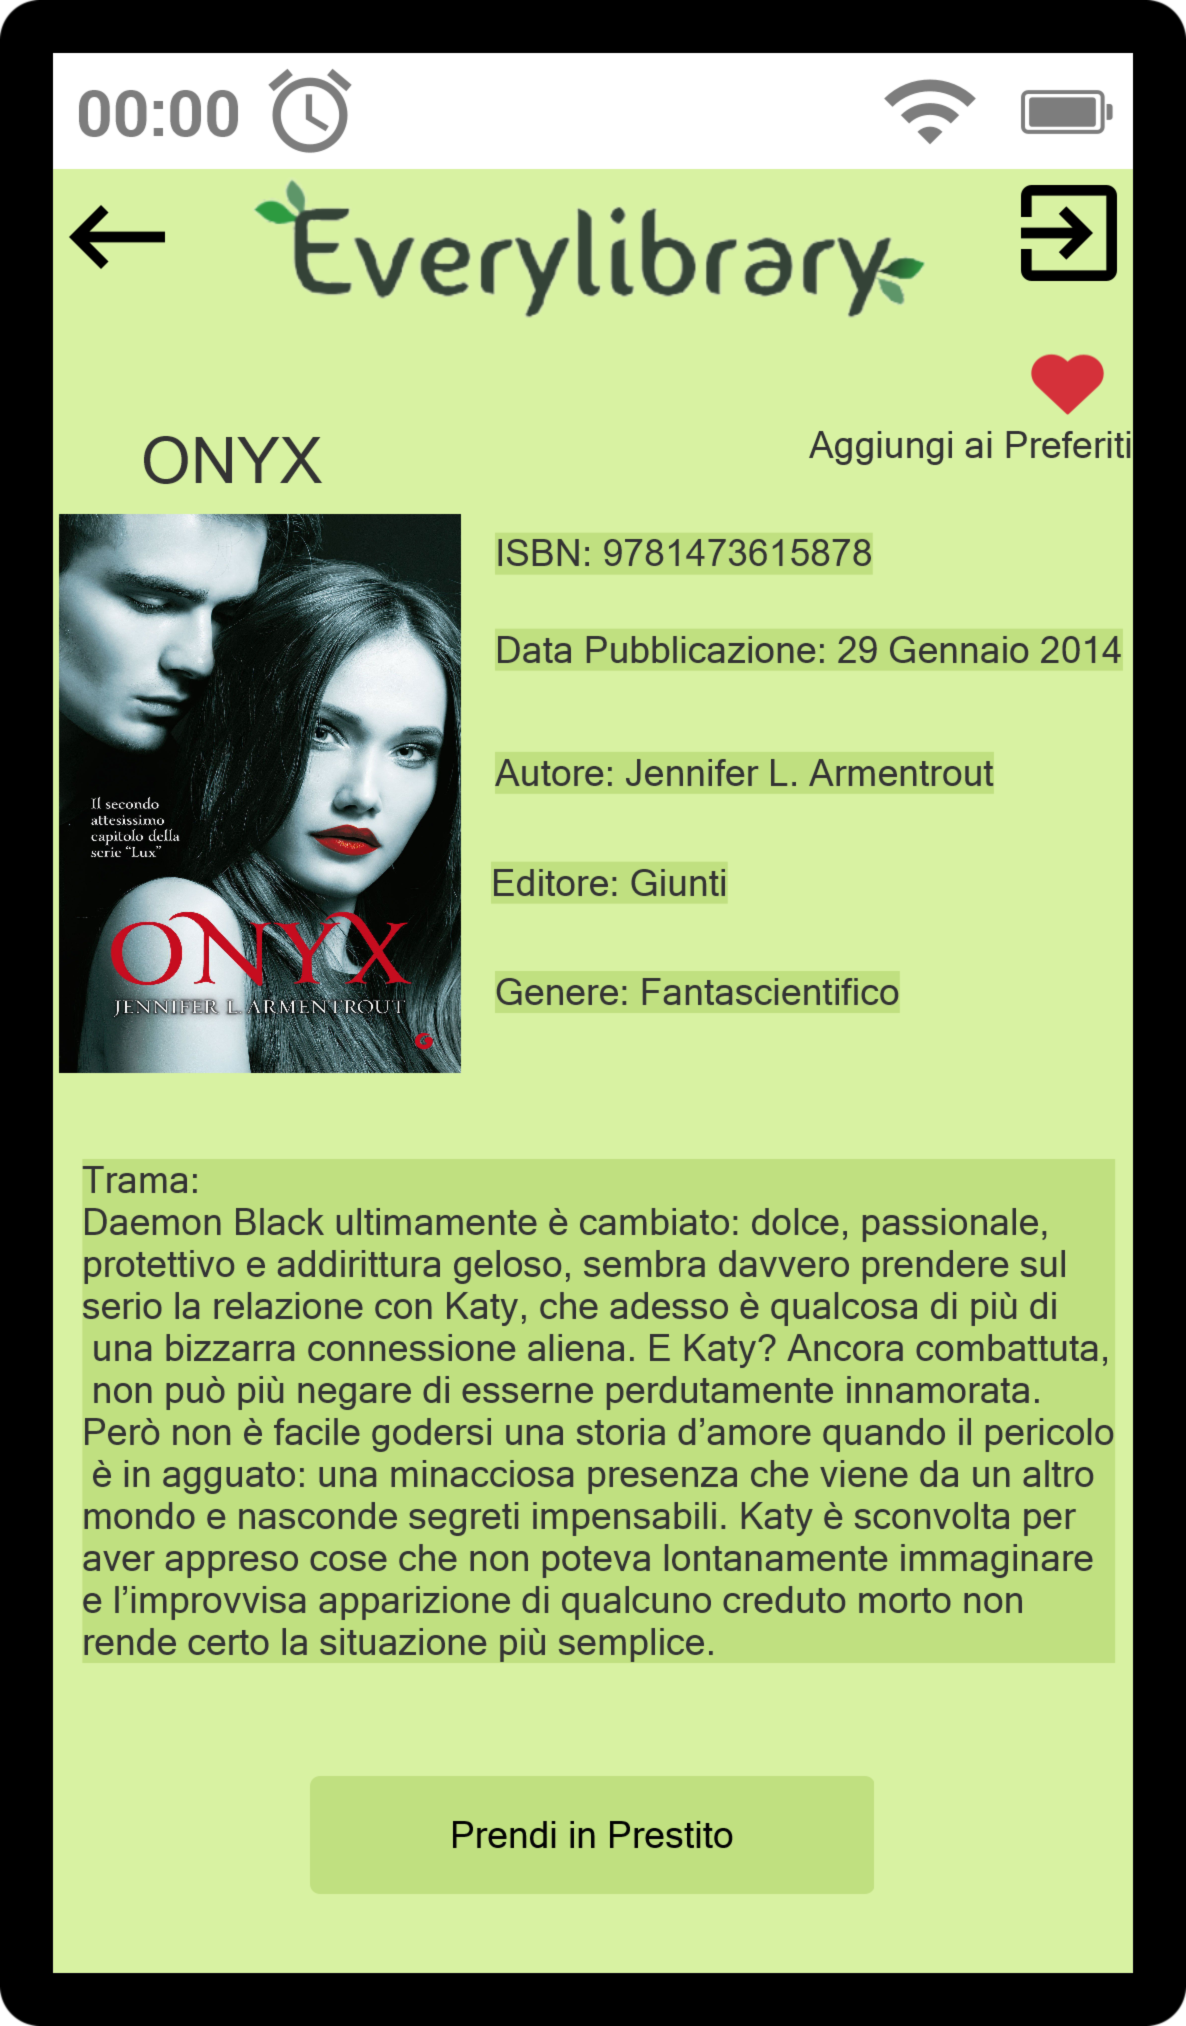 00:00
Everylibrary
Aggiungi ai Preferiti
ONYX
Il secondo
attesissimo
capitolo della
serie “Lux”
ONYX
JENNIFER L. ARMENTROUT
ISBN: 9781473615878
Data Pubblicazione: 29 Gennaio 2014
Autore: Jennifer L. Armentrout
Editore: Giunti
Genere: Fantascientifico
Trama:
Daemon Black ultimamente è cambiato: dolce, passionale,
protettivo e addirittura geloso, sembra davvero prendere sul
serio la relazione con Katy, che adesso è qualcosa di più di
una bizzarra connessione aliena. E Katy? Ancora combattuta,
non può più negare di esserne perdutamente innamorata.
Però non è facile godersi una storia d’amore quando il pericolo
è in agguato: una minacciosa presenza che viene da un altro
mondo e nasconde segreti impensabili. Katy è sconvolta per
aver appreso cose che non poteva lontanamente immaginare
e l’improvvisa apparizione di qualcuno creduto morto non
rende certo la situazione più semplice.
Prendi in Prestito